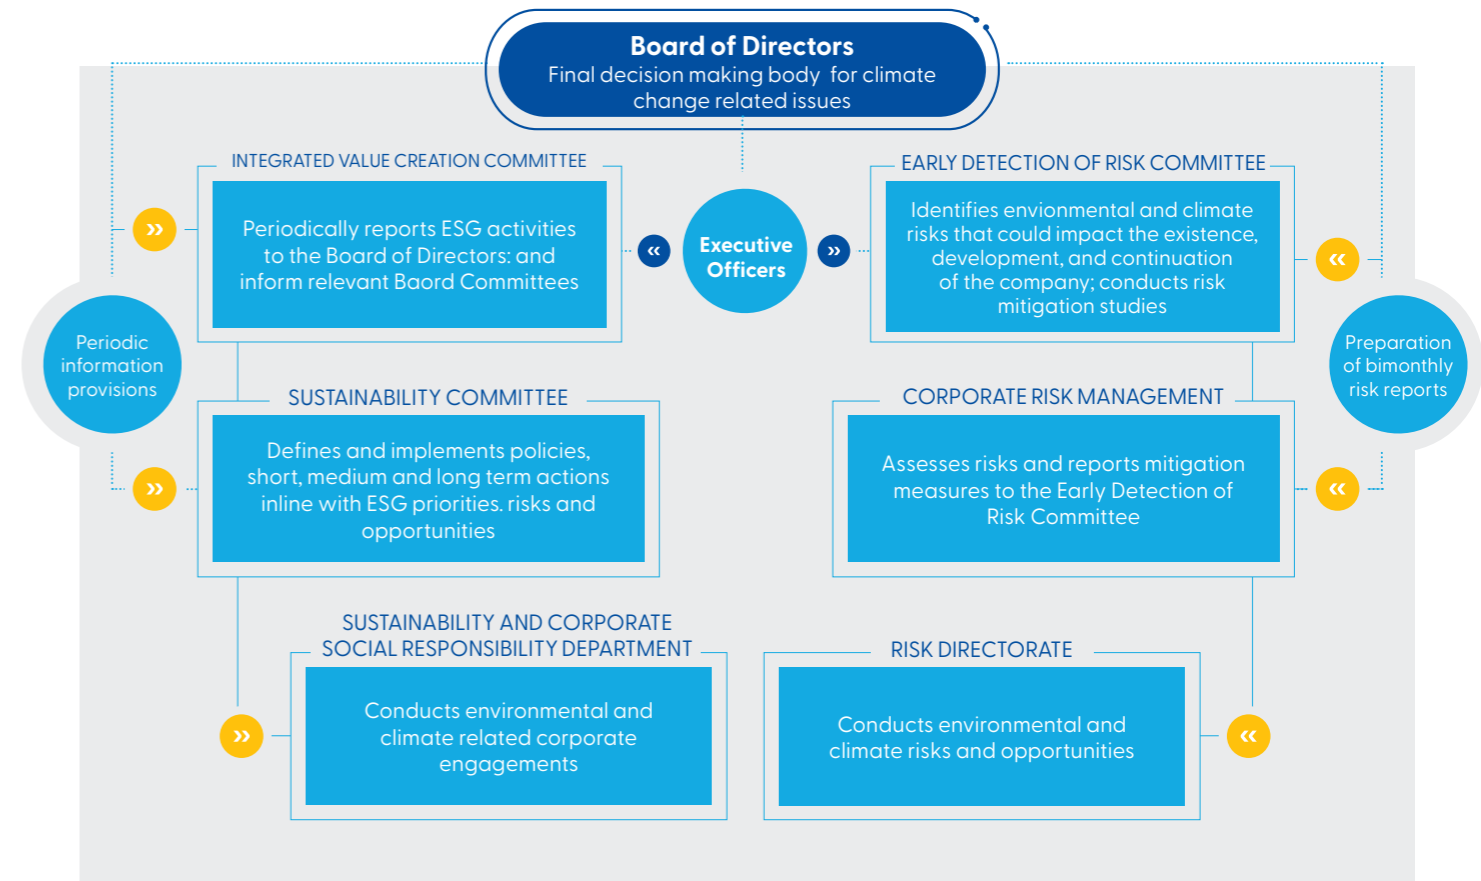 Board of Directors
Final decision making body for climate
change related issues
INTEGRATED VALUE CREATION COMMITTEE
Periodically reports ESG activities
to the Board of Directors: and
inform relevant Baord Committees
Executive
Officers
EARLY DETECTION OF RISK COMMITTEE
Identifies envionmental and climate
risks that could impact the existence,
development, and continuation
of the company; conducts risk
mitigation studies
Periodic
information
provisions
Preparation
of bimonthly
risk reports
SUSTAINABILITY COMMITTEE
Defines and implements policies,
short, medium and long term actions
inline with ESG priorities. risks and
opportunities
CORPORATE RISK MANAGEMENT
Assesses risks and reports mitigation
measures to the Early Detection of
Risk Committee
SUSTAINABILITY AND CORPORATE
SOCIAL RESPONSIBILITY DEPARTMENT
Conducts environmental and
climate related corporate
engagements
RISK DIRECTORATE
Conducts environmental and
climate risks and opportunities